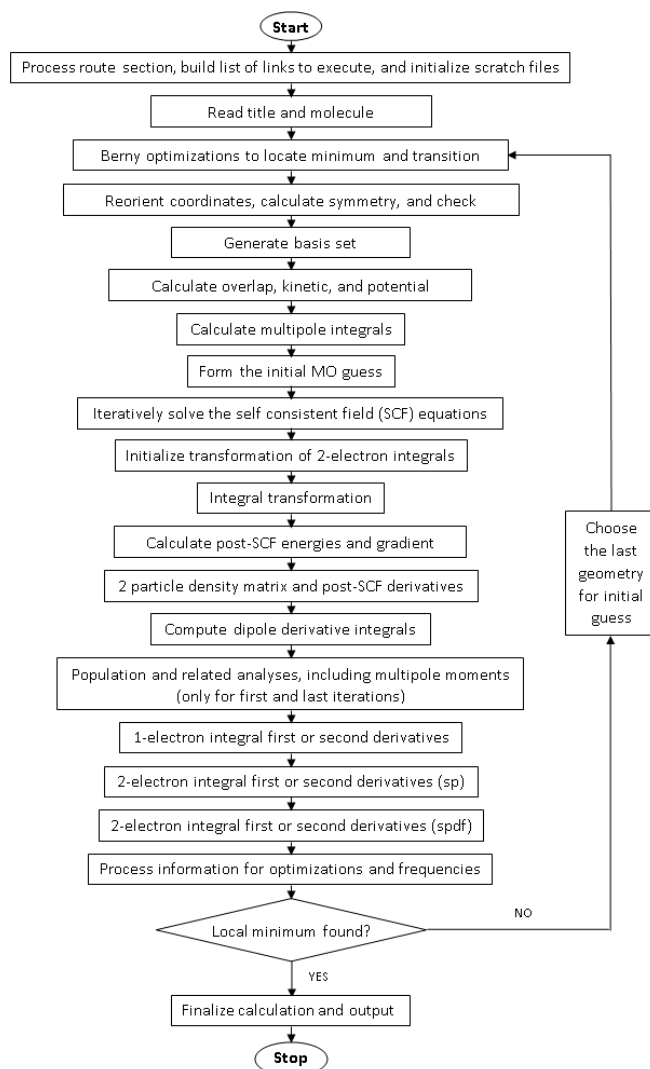 Start
Process route section, build list of links to execute, and initialize scratch files
Read title and molecule
Berny optimizations to locate minimum and transition
Reorient coordinates, calculate symmetry, and check
Generate basis set
Calculate overlap, kinetic, and potential
Calculate multipole integrals
Form the initial MO guess
Iteratively solve the self consistent field (SCF) equations
Initialize transformation of 2-electron integrals
Integral transformation
Calculate post-SCF energies and gradient
2 particle density matrix and post-SCF derivatives
Compute dipole derivative integrals
Population and related analyses, including multipole moments
(only for first and last iterations)
1-electron integral first or second derivatives
2-electron integral first or second derivatives (sp)
2-electron integral first or second derivatives (spdf)
Process information for optimizations and frequencies
Local minimum found?
NO
Choose
the last
geometry
for initial
guess
YES
Finalize calculation and output
Stop